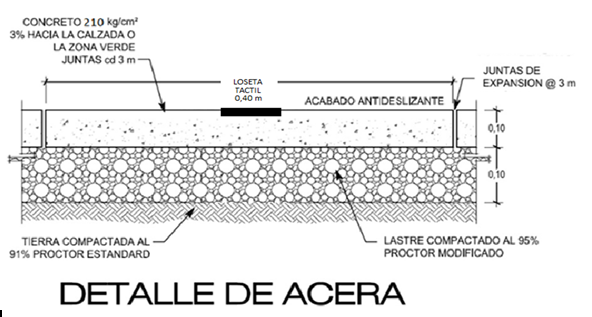 CONCRETO 210 kg/cm²
3% HACIA LA CALZADA O
LA ZONA VERDE
JUNTAS cd 3 m
LOSETA
TACTIL
0,40 m
JUNTAS DE
EXPANSION @ 3 m
ACABADO ANTIDESLIZANTE
0,10
0,10
TIERRA COMPACTADA AL
91% PROCTOR ESTANDARD
LASTRE COMPACTADO AL 95%
PROCTOR MODIFICADO
DETALLE DE ACERA